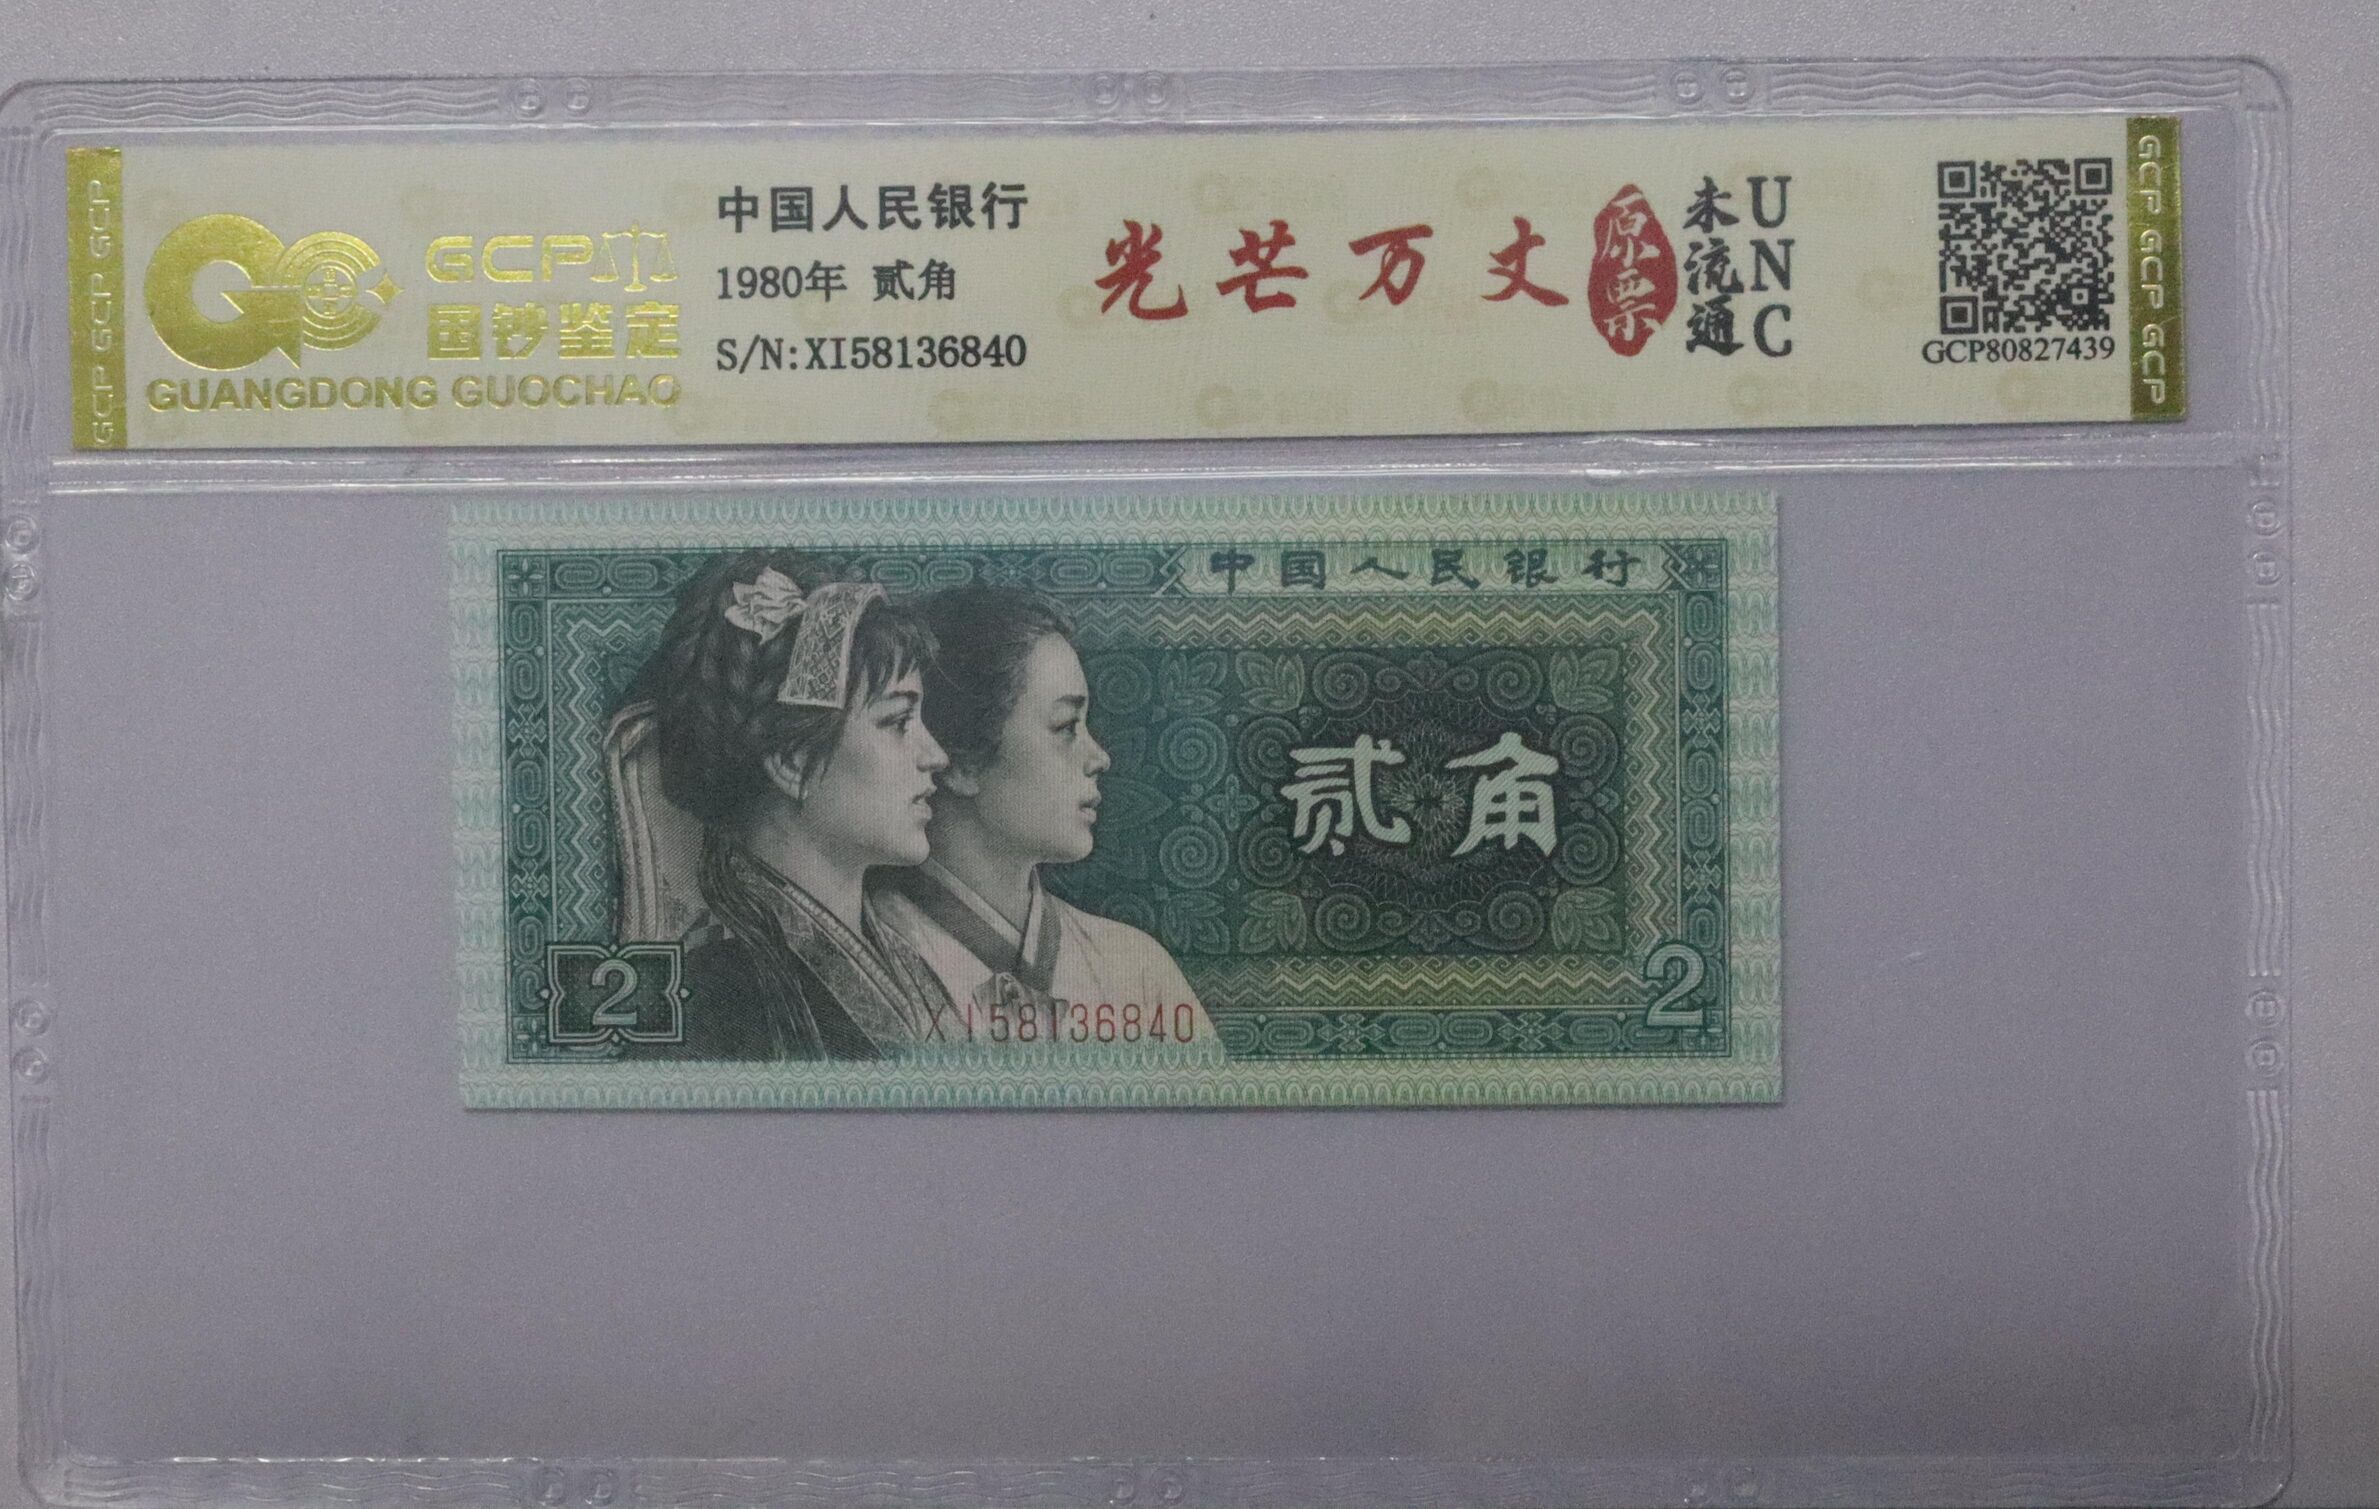 GCP GCP GCP
GCP
国钞鉴定
GUANGDONG GUOCHAO
中国人民银行
1980年 贰角
S/N:XI58136840
光芒万丈
原票
未流通
UNC
GCP80827439
GCP GCP GCP
中国人民银行
贰角
2
XI58136840
2